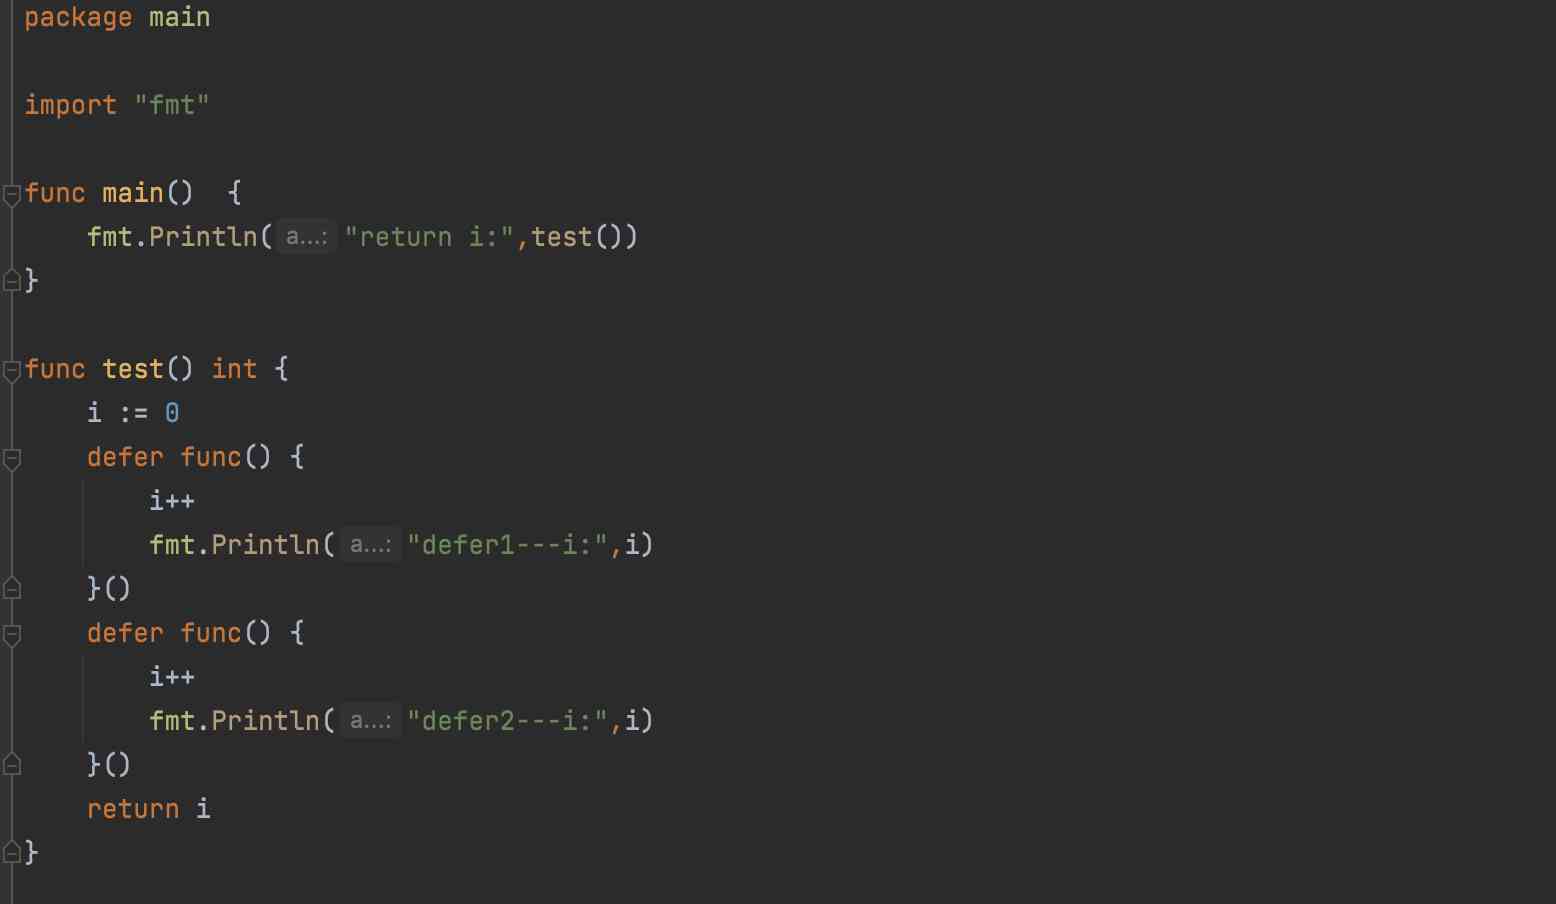 package main
import "fmt"
func main()  {
    fmt.Println( a...: "return i:",test())
}
func test() int {
    i := 0
    defer func() {
        i++
        fmt.Println( a...: "defer1---i:",i)
    }()
    defer func() {
        i++
        fmt.Println( a...: "defer2---i:",i)
    }()
    return i
}